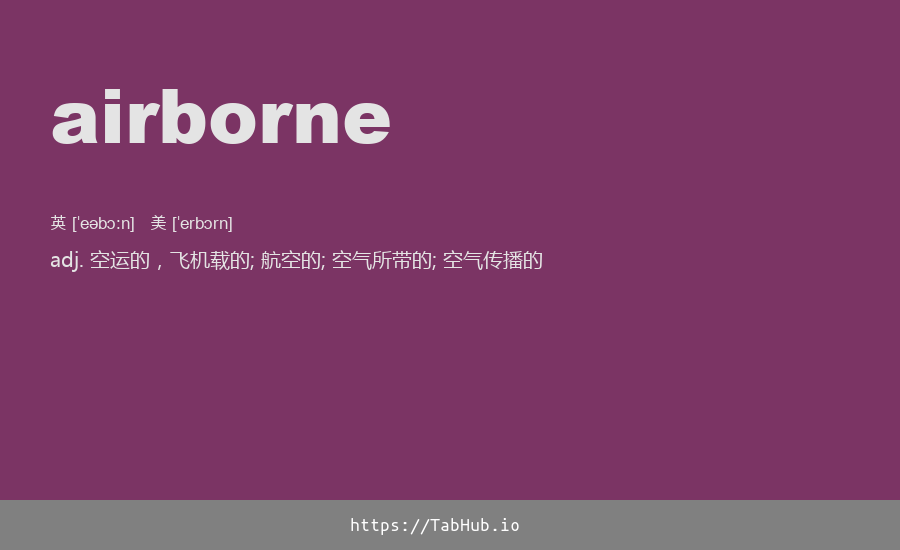 airborne
英 [ˈeəbɔːn] 美 [ˈerbɔrn]
adj. 空运的，飞机载的; 航空的; 空气所带的; 空气传播的
https://TabHub.io